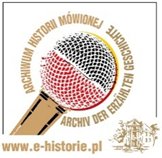 ARCHIWUM HISTORII MÓWIONEJ
ARCHIV DER ERZÄHLTEN GESCHICHTE
www.e-historie.pl